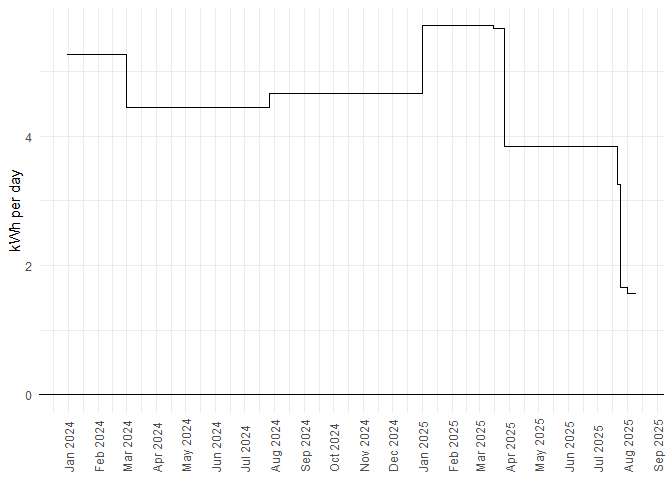 kWh per day
4
2
0
Jan 2024
Feb 2024
Mar 2024
Apr 2024
May 2024
Jun 2024
Jul 2024
Aug 2024
Sep 2024
Oct 2024
Nov 2024
Dec 2024
Jan 2025
Feb 2025
Mar 2025
Apr 2025
May 2025
Jun 2025
Jul 2025
Aug 2025
Sep 2025